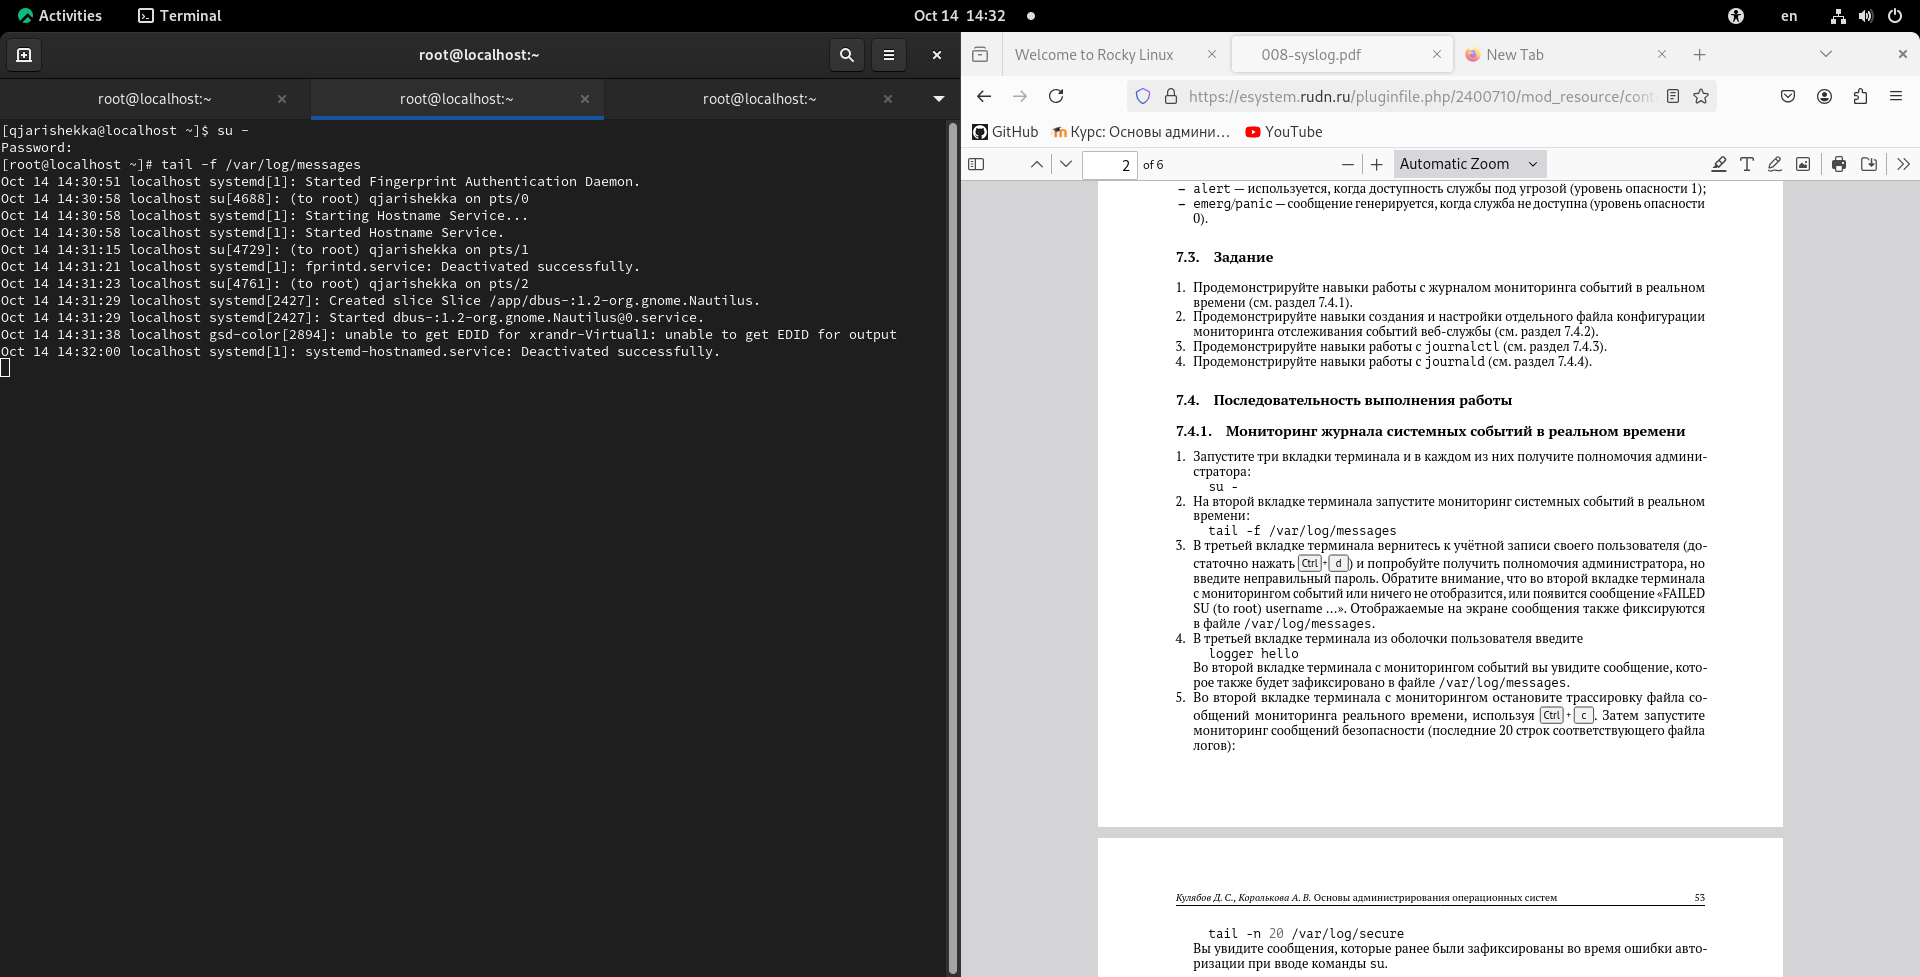 Activities
Terminal
Oct 14 14:32
en
root@localhost:~
root@localhost:~
root@localhost:~
root@localhost:~
[qjarishekka@localhost ~]$ su -
Password:
[root@localhost ~]# tail -f /var/log/messages
Oct 14 14:30:51 localhost systemd[1]: Started Fingerprint Authentication Daemon.
Oct 14 14:30:58 localhost su[4688]: (to root) qjarishekka on pts/0
Oct 14 14:30:58 localhost systemd[1]: Starting Hostname Service...
Oct 14 14:30:58 localhost systemd[1]: Started Hostname Service.
Oct 14 14:31:15 localhost su[4729]: (to root) qjarishekka on pts/1
Oct 14 14:31:21 localhost systemd[1]: fprintd.service: Deactivated successfully.
Oct 14 14:31:23 localhost su[4761]: (to root) qjarishekka on pts/2
Oct 14 14:31:29 localhost systemd[2427]: Created slice Slice /app/dbus-:1.2-org.gnome.Nautilus.
Oct 14 14:31:29 localhost systemd[2427]: Started dbus-:1.2-org.gnome.Nautilus@0.service.
Oct 14 14:31:38 localhost gsd-color[2894]: unable to get EDID for xrandr-Virtual1: unable to get EDID for output
Oct 14 14:32:00 localhost systemd[1]: systemd-hostnamed.service: Deactivated successfully.
Welcome to Rocky Linux
008-syslog.pdf
New Tab
https://esystem.rudn.ru/pluginfile.php/2400710/mod_resource/cont
GitHub
Курс: Основы админи…
YouTube
2 of 6
Automatic Zoom
– alert — используется, когда доступность службы под угрозой (уровень опасности 1);
– emerg/panic — сообщение генерируется, когда служба не доступна (уровень опасности
0).
7.3. Задание
1. Продемонстрируйте навыки работы с журналом мониторинга событий в реальном
времени (см. раздел 7.4.1).
2. Продемонстрируйте навыки создания и настройки отдельного файла конфигурации
мониторинга отслеживания событий веб-службы (см. раздел 7.4.2).
3. Продемонстрируйте навыки работы с journalctl (см. раздел 7.4.3).
4. Продемонстрируйте навыки работы с journald (см. раздел 7.4.4).
7.4. Последовательность выполнения работы
7.4.1. Мониторинг журнала системных событий в реальном времени
1. Запустите три вкладки терминала и в каждом из них получите полномочия админи-
стратора:
su -
2. На второй вкладке терминала запустите мониторинг системных событий в реальном
времени:
tail -f /var/log/messages
3. В третьей вкладке терминала вернитесь к учётной записи своего пользователя (до-
статочно нажать Ctrl + d ) и попробуйте получить полномочия администратора, но
введите неправильный пароль. Обратите внимание, что во второй вкладке терминала
с мониторингом событий или ничего не отобразится, или появится сообщение «FAILED
SU (to root) username …». Отображаемые на экране сообщения также фиксируются
в файле /var/log/messages.
4. В третьей вкладке терминала из оболочки пользователя введите
logger hello
Во второй вкладке терминала с мониторингом событий вы увидите сообщение, кото-
рое также будет зафиксировано в файле /var/log/messages.
5. Во второй вкладке терминала с мониторингом остановите трассировку файла со-
общений мониторинга реального времени, используя Ctrl + c . Затем запустите
мониторинг сообщений безопасности (последние 20 строк соответствующего файла
логов):
Кулябов Д. С., Королькова А. В. Основы администрирования операционных систем 53
tail -n 20 /var/log/secure
Вы увидите сообщения, которые ранее были зафиксированы во время ошибки авто-
ризации при вводе команды su.